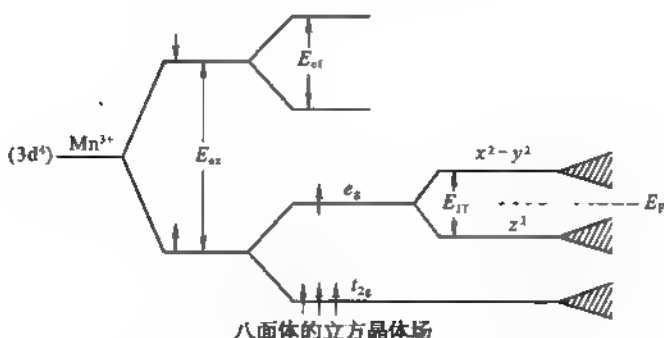 E_cf
Mn³⁺
(3d⁴)
E_ex
x² − y²
e_g
E_JT
E_F
z²
t_2g
八面体的立方晶体场